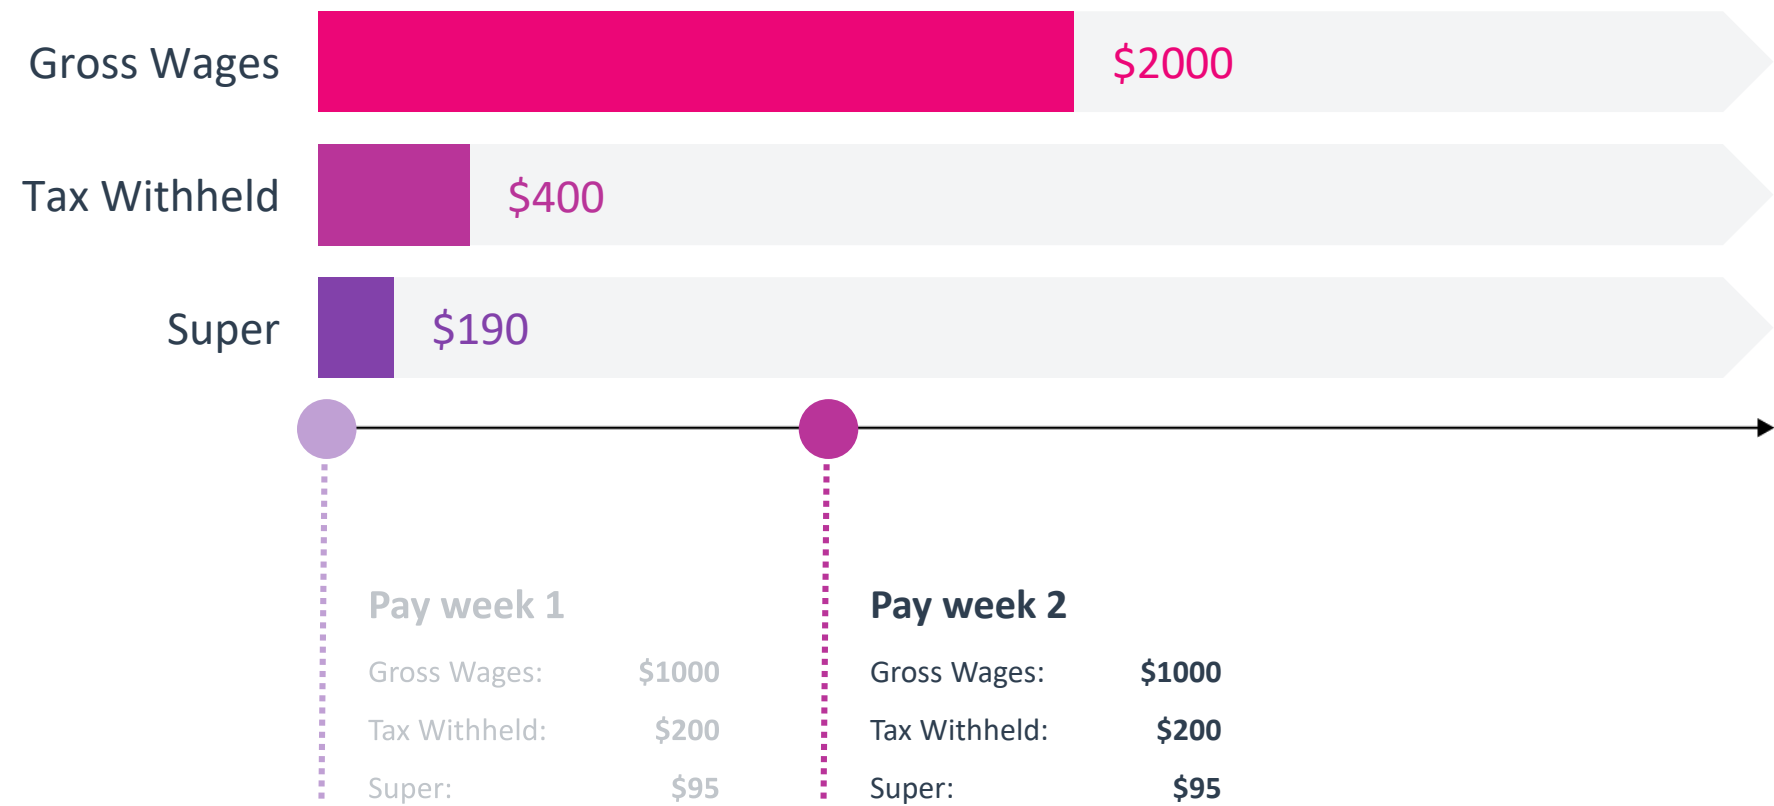 Gross Wages $2000
Tax Withheld $400
Super $190
Pay week 1
Gross Wages: $1000
Tax Withheld: $200
Super: $95
Pay week 2
Gross Wages: $1000
Tax Withheld: $200
Super: $95